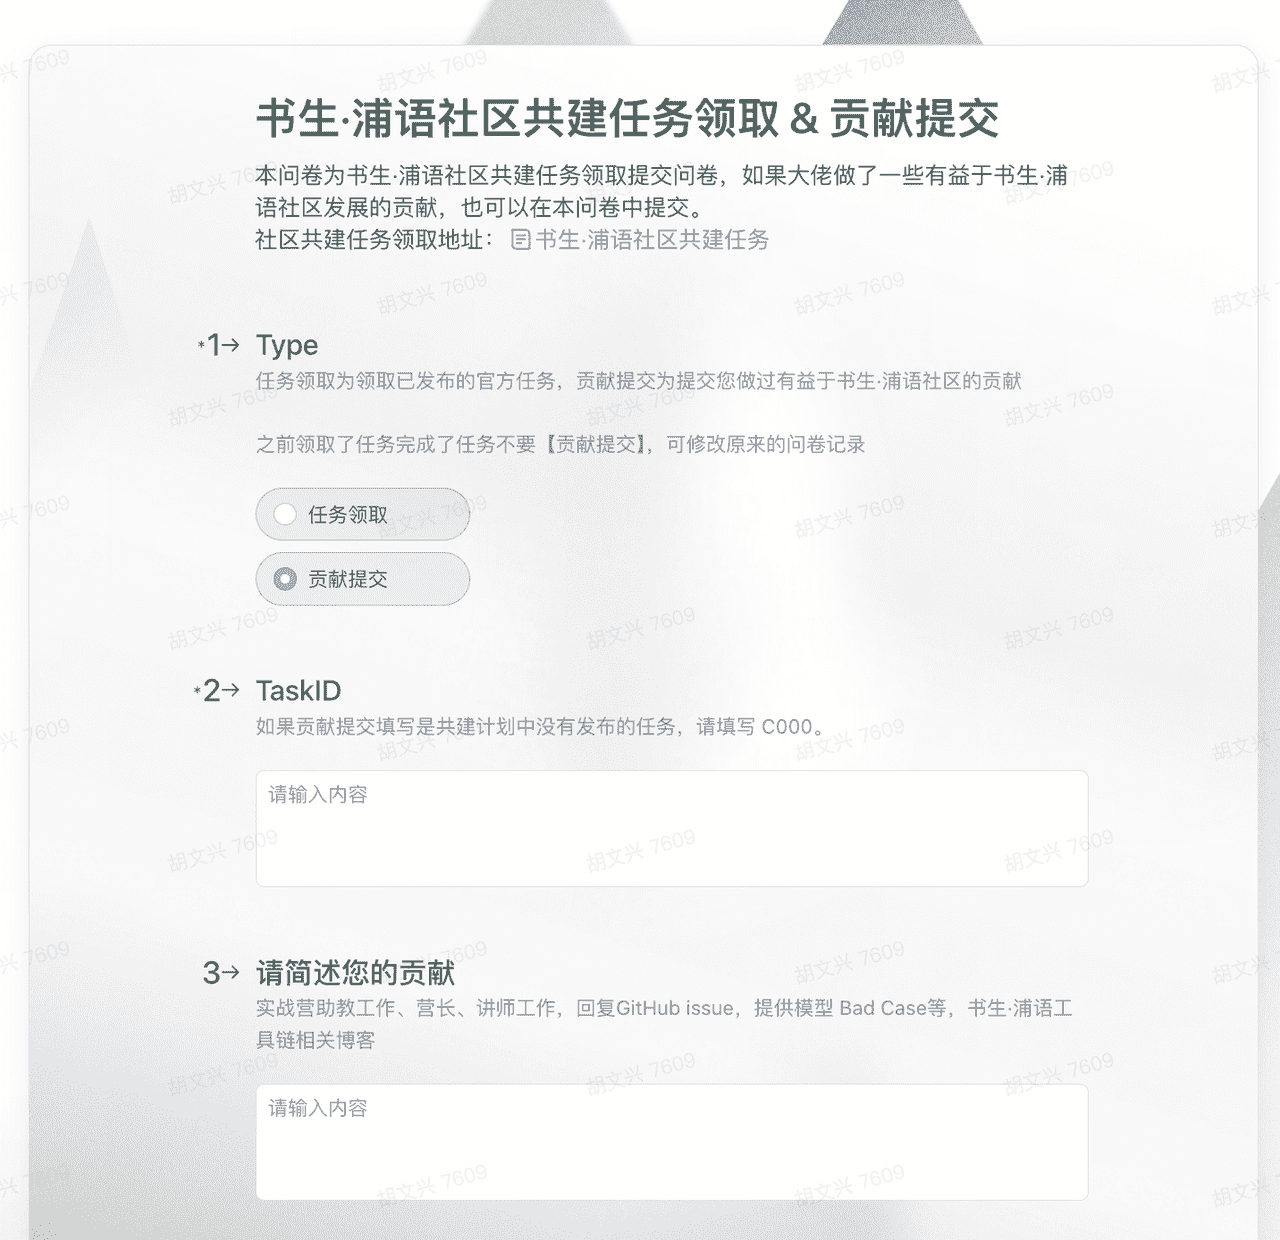 书生·浦语社区共建任务领取 & 贡献提交
本问卷为书生·浦语社区共建任务领取提交问卷，如果大佬做了一些有益于书生·浦
语社区发展的贡献，也可以在本问卷中提交。
社区共建任务领取地址： 书生·浦语社区共建任务
*1→ Type
任务领取为领取已发布的官方任务，贡献提交为提交您做过有益于书生·浦语社区的贡献
之前领取了任务完成了任务不要【贡献提交】，可修改原来的问卷记录
任务领取
贡献提交
*2→ TaskID
如果贡献提交填写是共建计划中没有发布的任务，请填写 C000。
请输入内容
3→ 请简述您的贡献
实战营助教工作、营长、讲师工作，回复GitHub issue，提供模型 Bad Case等，书生·浦语工
具链相关博客
请输入内容
胡文兴 7609